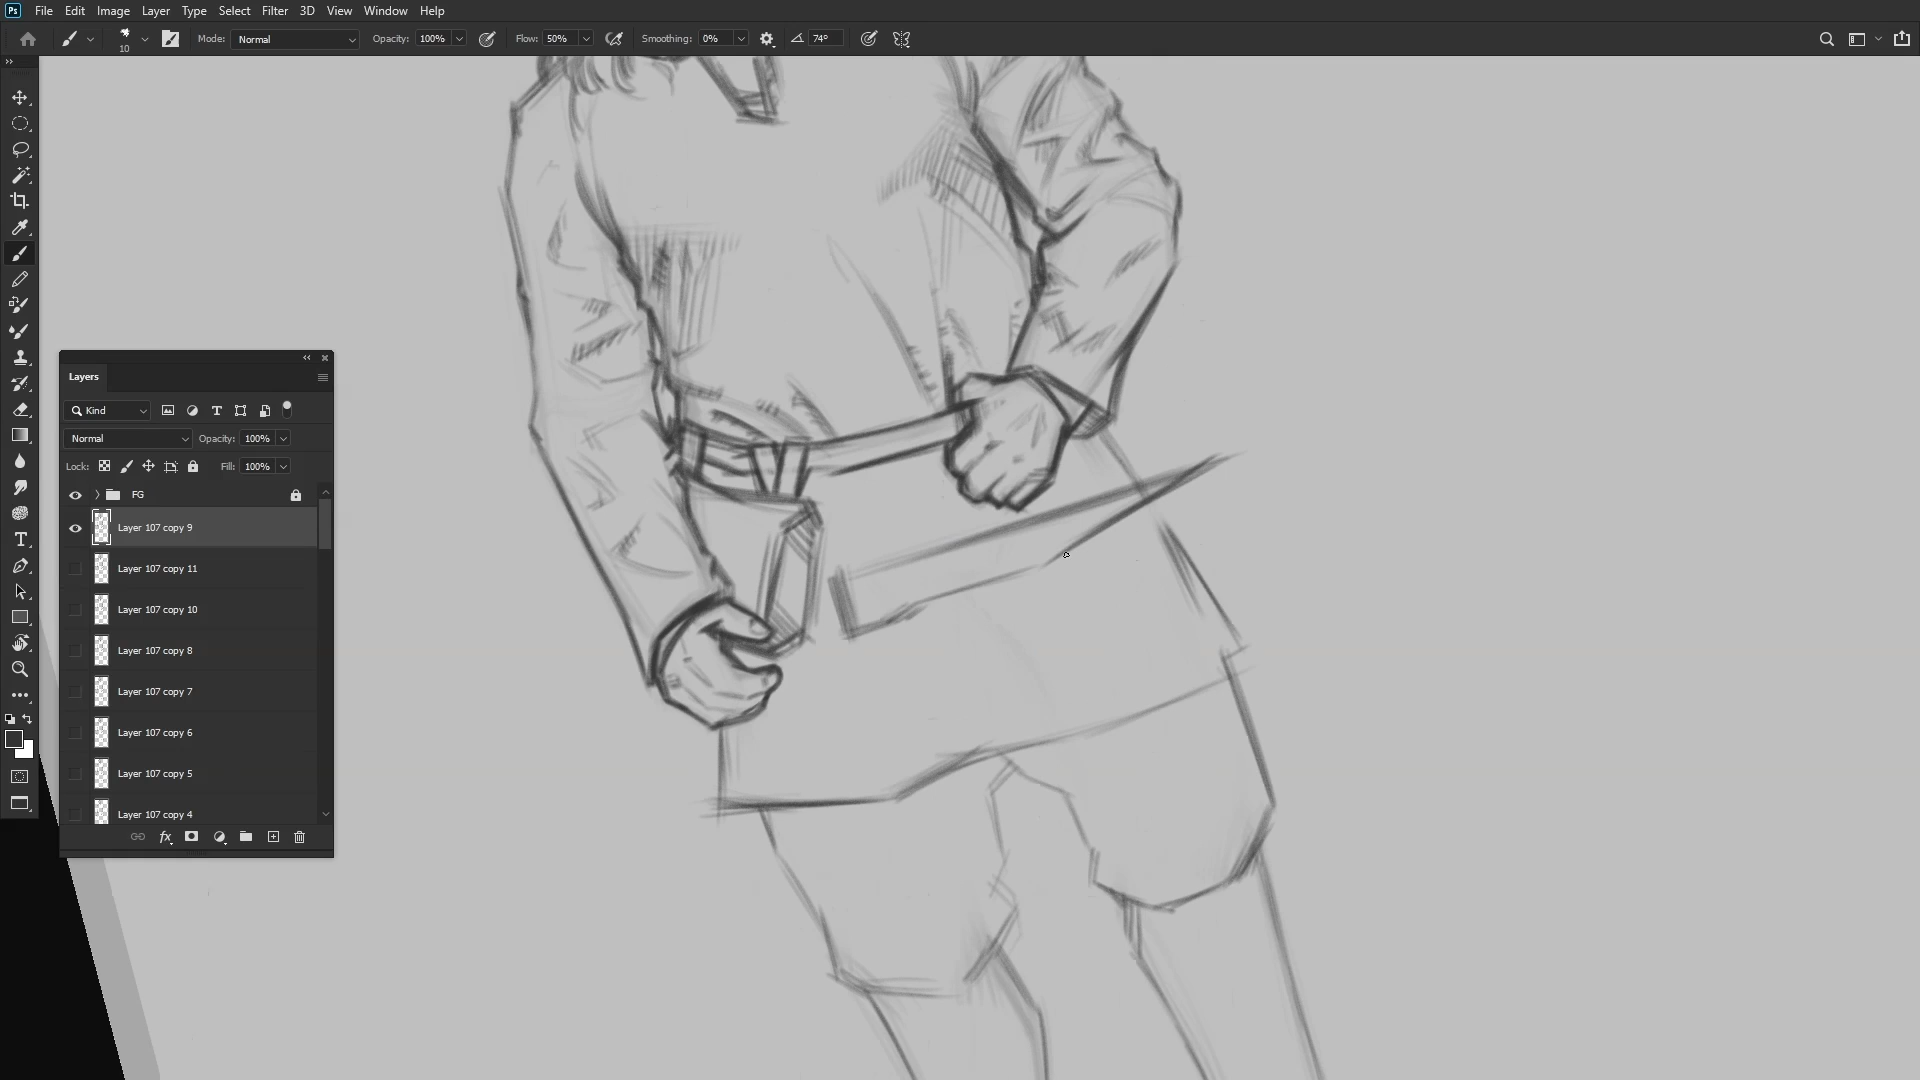 Ps File Edit Image Layer Type Select Filter 3D View Window Help
10 Mode: Normal Opacity: 100% Flow: 50% Smoothing: 0% 74°
Layers
Kind
Normal Opacity: 100%
Lock: Fill: 100%
FG
Layer 107 copy 9
Layer 107 copy 11
Layer 107 copy 10
Layer 107 copy 8
Layer 107 copy 7
Layer 107 copy 6
Layer 107 copy 5
Layer 107 copy 4
fx